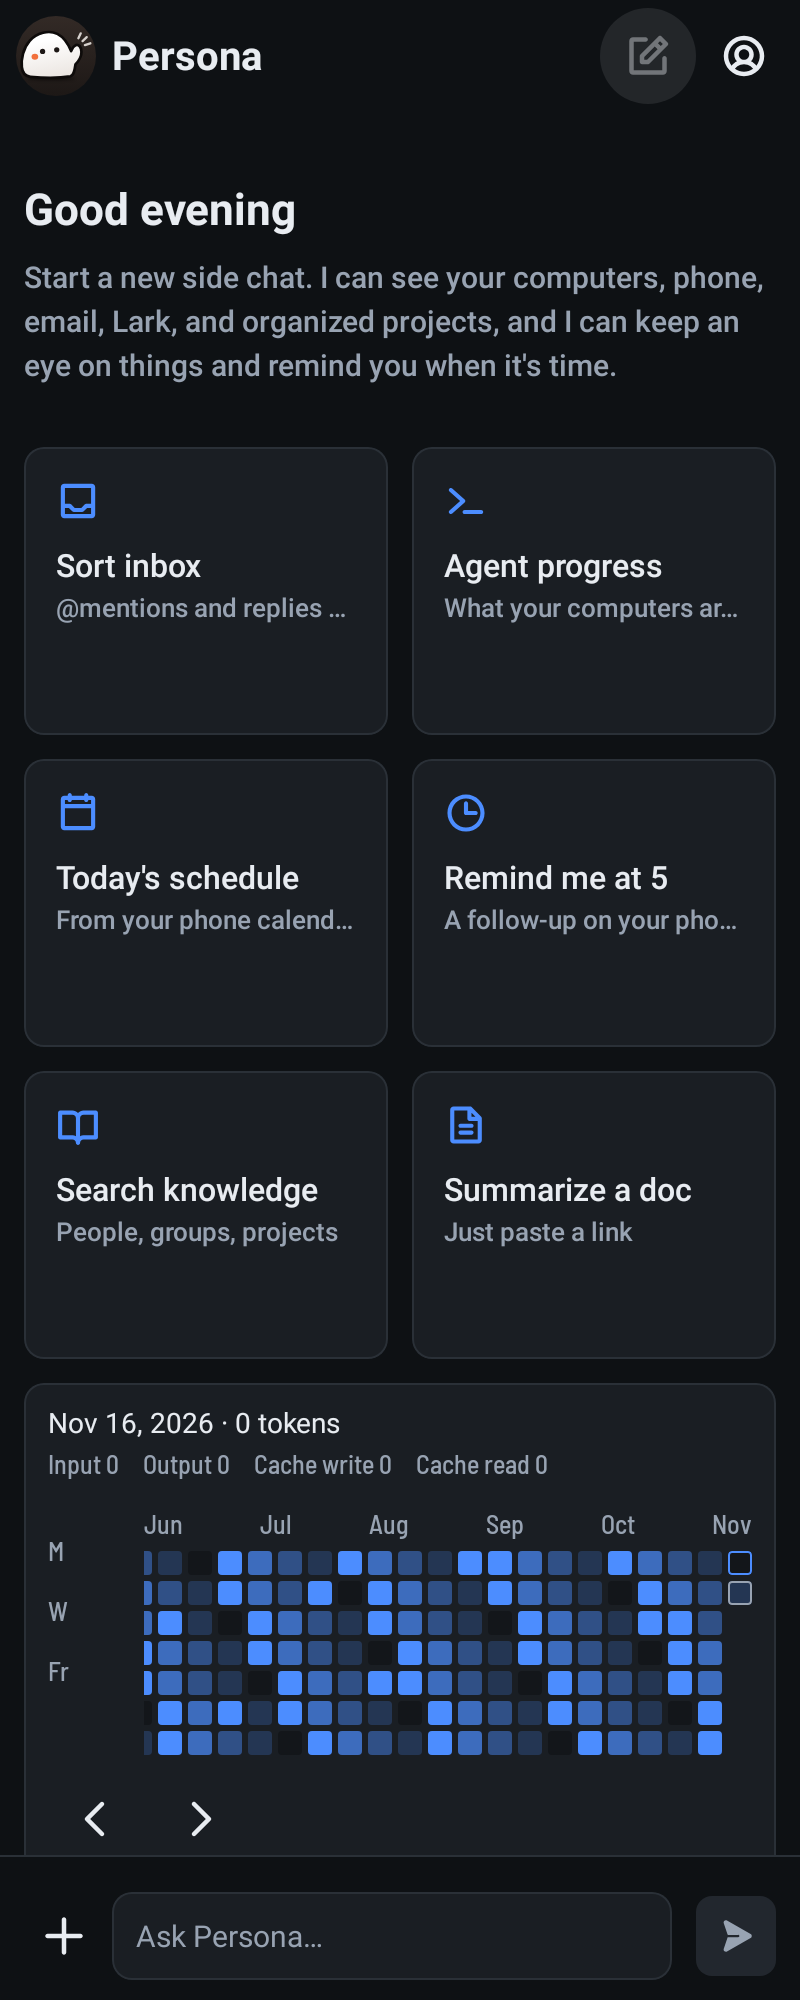 Persona
Good evening
Start a new side chat. I can see your computers, phone,
email, Lark, and organized projects, and I can keep an
eye on things and remind you when it's time.
Sort inbox
@mentions and replies ...
Agent progress
What your computers ar...
Today's schedule
From your phone calend...
Remind me at 5
A follow-up on your pho...
Search knowledge
People, groups, projects
Summarize a doc
Just paste a link
Nov 16, 2026 · 0 tokens
Input 0 Output 0 Cache write 0 Cache read 0
Jun Jul Aug Sep Oct Nov
M
W
Fr
Ask Persona...